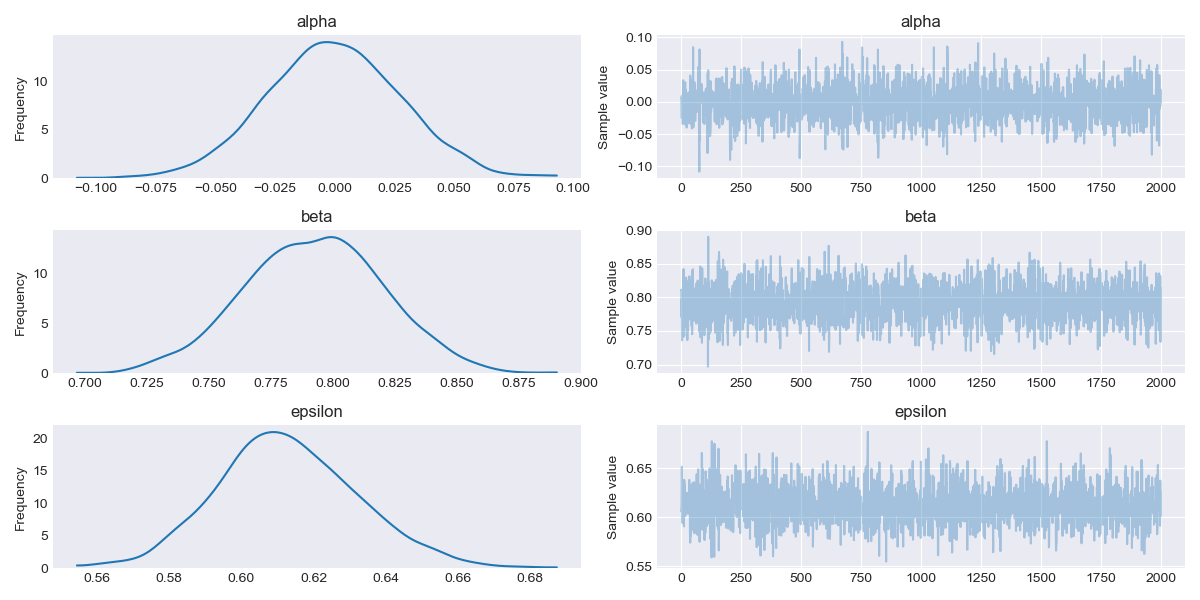 alpha
Frequency
10
5
0
−0.100 −0.075 −0.050 −0.025 0.000 0.025 0.050 0.075 0.100
alpha
Sample value
0.10
0.05
0.00
−0.05
−0.10
0 250 500 750 1000 1250 1500 1750 2000
beta
Frequency
10
5
0
0.700 0.725 0.750 0.775 0.800 0.825 0.850 0.875 0.900
beta
Sample value
0.90
0.85
0.80
0.75
0.70
0 250 500 750 1000 1250 1500 1750 2000
epsilon
Frequency
20
15
10
5
0
0.56 0.58 0.60 0.62 0.64 0.66 0.68
epsilon
Sample value
0.65
0.60
0.55
0 250 500 750 1000 1250 1500 1750 2000